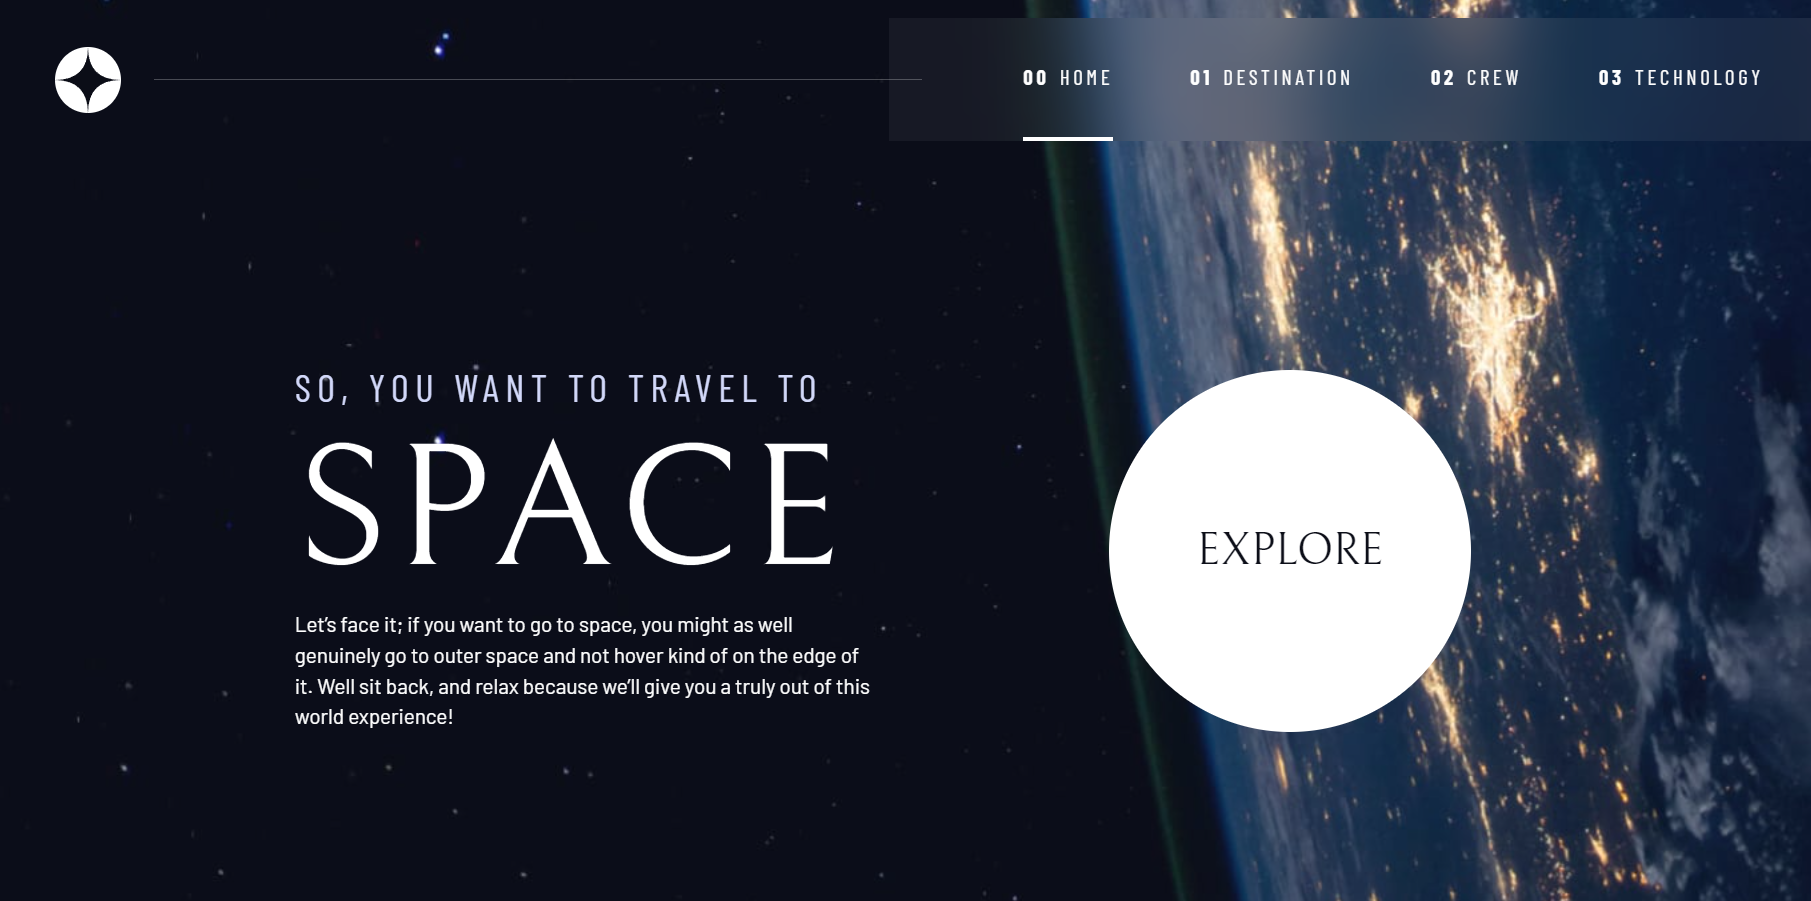 00 HOME 01 DESTINATION 02 CREW 03 TECHNOLOGY
SO, YOU WANT TO TRAVEL TO
SPACE
Let’s face it; if you want to go to space, you might as well
genuinely go to outer space and not hover kind of on the edge of
it. Well sit back, and relax because we’ll give you a truly out of this
world experience!
EXPLORE